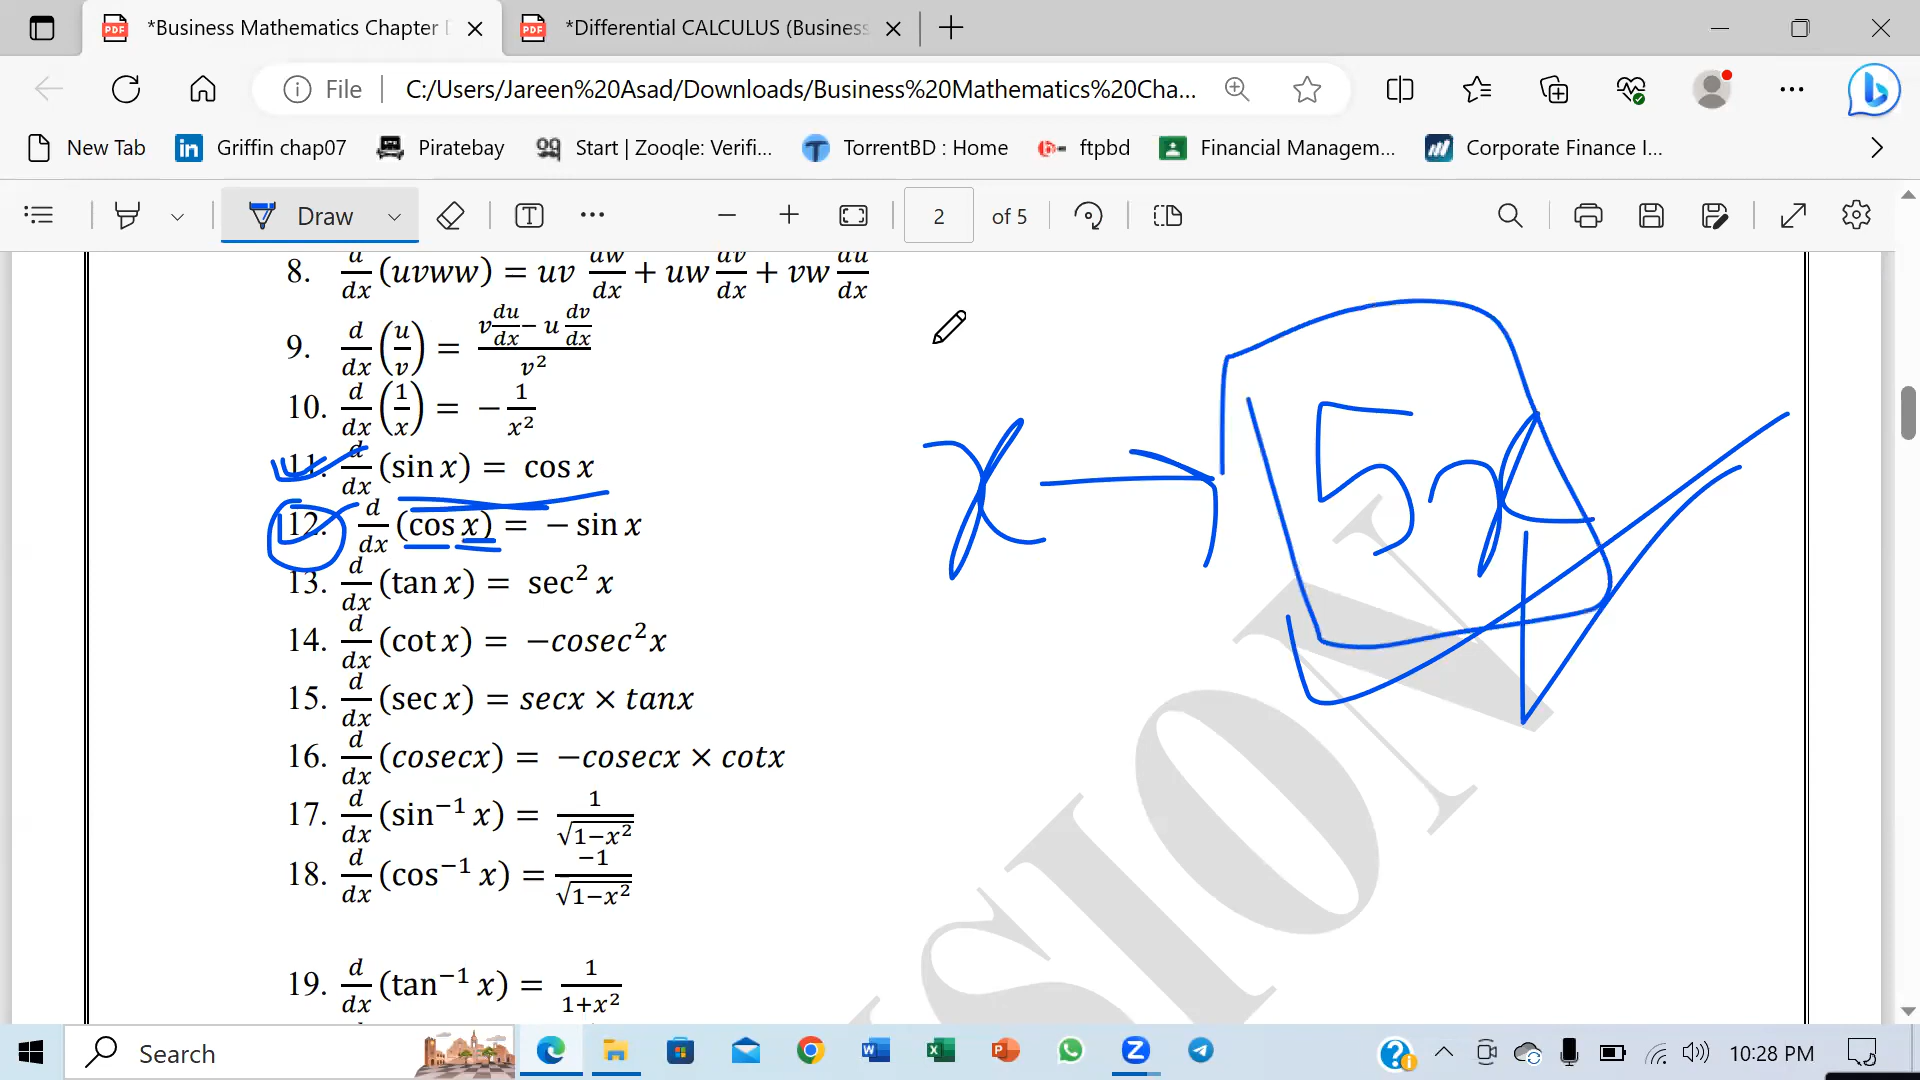 *Business Mathematics Chapter
*Differential CALCULUS (Business
File C:/Users/Jareen%20Asad/Downloads/Business%20Mathematics%20Cha...
New Tab Griffin chap07 Piratebay Start | Zooqle: Verifi... TorrentBD : Home ftpbd Financial Managem... Corporate Finance I...
Draw 2 of 5
8. d/dx (uvww) = uv dw/dx + uw dv/dx + vw du/dx
9. d/dx (u/v) = (v du/dx − u dv/dx)/v²
10. d/dx (1/x) = − 1/x²
11. d/dx (sin x) = cos x
12. d/dx (cos x) = − sin x
13. d/dx (tan x) = sec² x
14. d/dx (cot x) = −cosec²x
15. d/dx (sec x) = secx × tanx
16. d/dx (cosecx) = −cosecx × cotx
17. d/dx (sin⁻¹ x) = 1/√(1−x²)
18. d/dx (cos⁻¹ x) = −1/√(1−x²)
19. d/dx (tan⁻¹ x) = 1/(1+x²)
x → 5x
SION
Search 10:28 PM